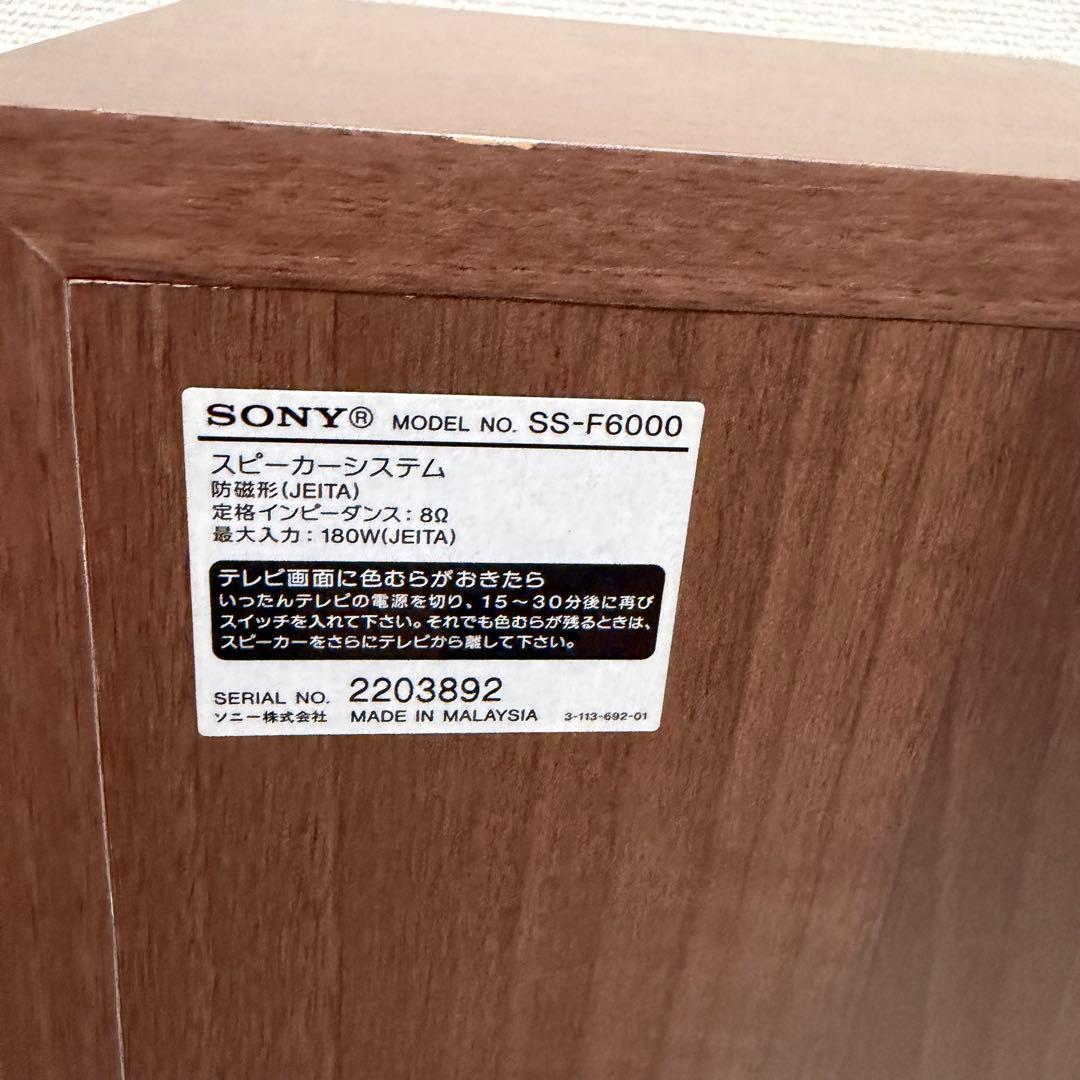 SONY® MODEL NO. SS-F6000
スピーカーシステム
防磁形(JEITA)
定格インピーダンス:8Ω
最大入力:180W(JEITA)
テレビ画面に色むらがおきたら
いったんテレビの電源を切り、15～30分後に再び
スイッチを入れて下さい。それでも色むらが残るときは、
スピーカーをさらにテレビから離して下さい。
SERIAL NO. 2203892
ソニー株式会社 MADE IN MALAYSIA 3-113-692-01